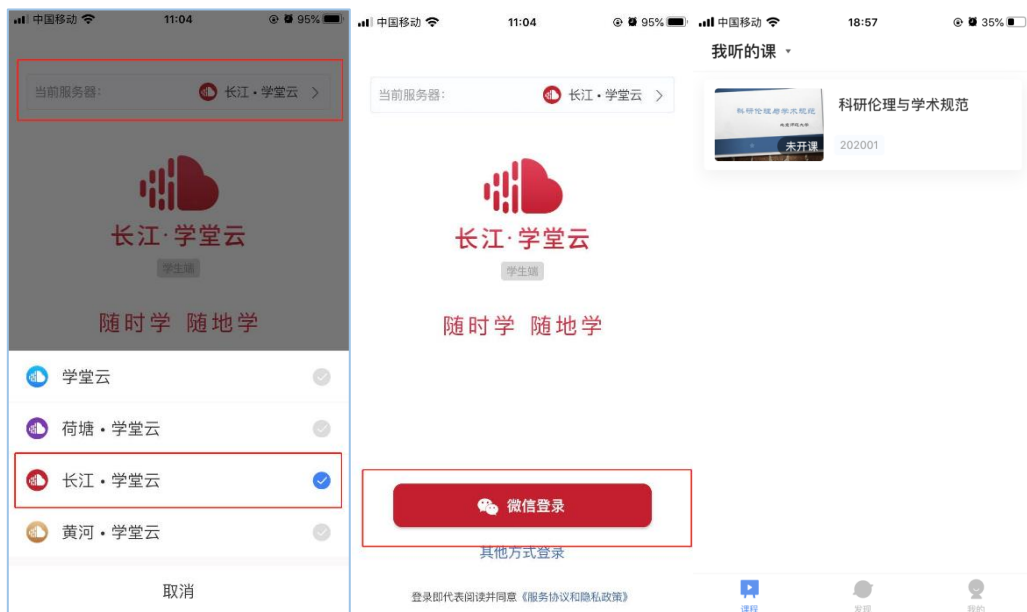 中国移动 11:04 95%
当前服务器： 长江·学堂云
长江·学堂云
学生端
随时学 随地学
学堂云
荷塘·学堂云
长江·学堂云
黄河·学堂云
取消
中国移动 11:04 95%
当前服务器： 长江·学堂云
长江·学堂云
学生端
随时学 随地学
微信登录
其他方式登录
登录即代表阅读并同意《服务协议和隐私政策》
中国移动 18:57 35%
我听的课
科研伦理与学术规范
未开课
科研伦理与学术规范
202001
课程 发现 我的